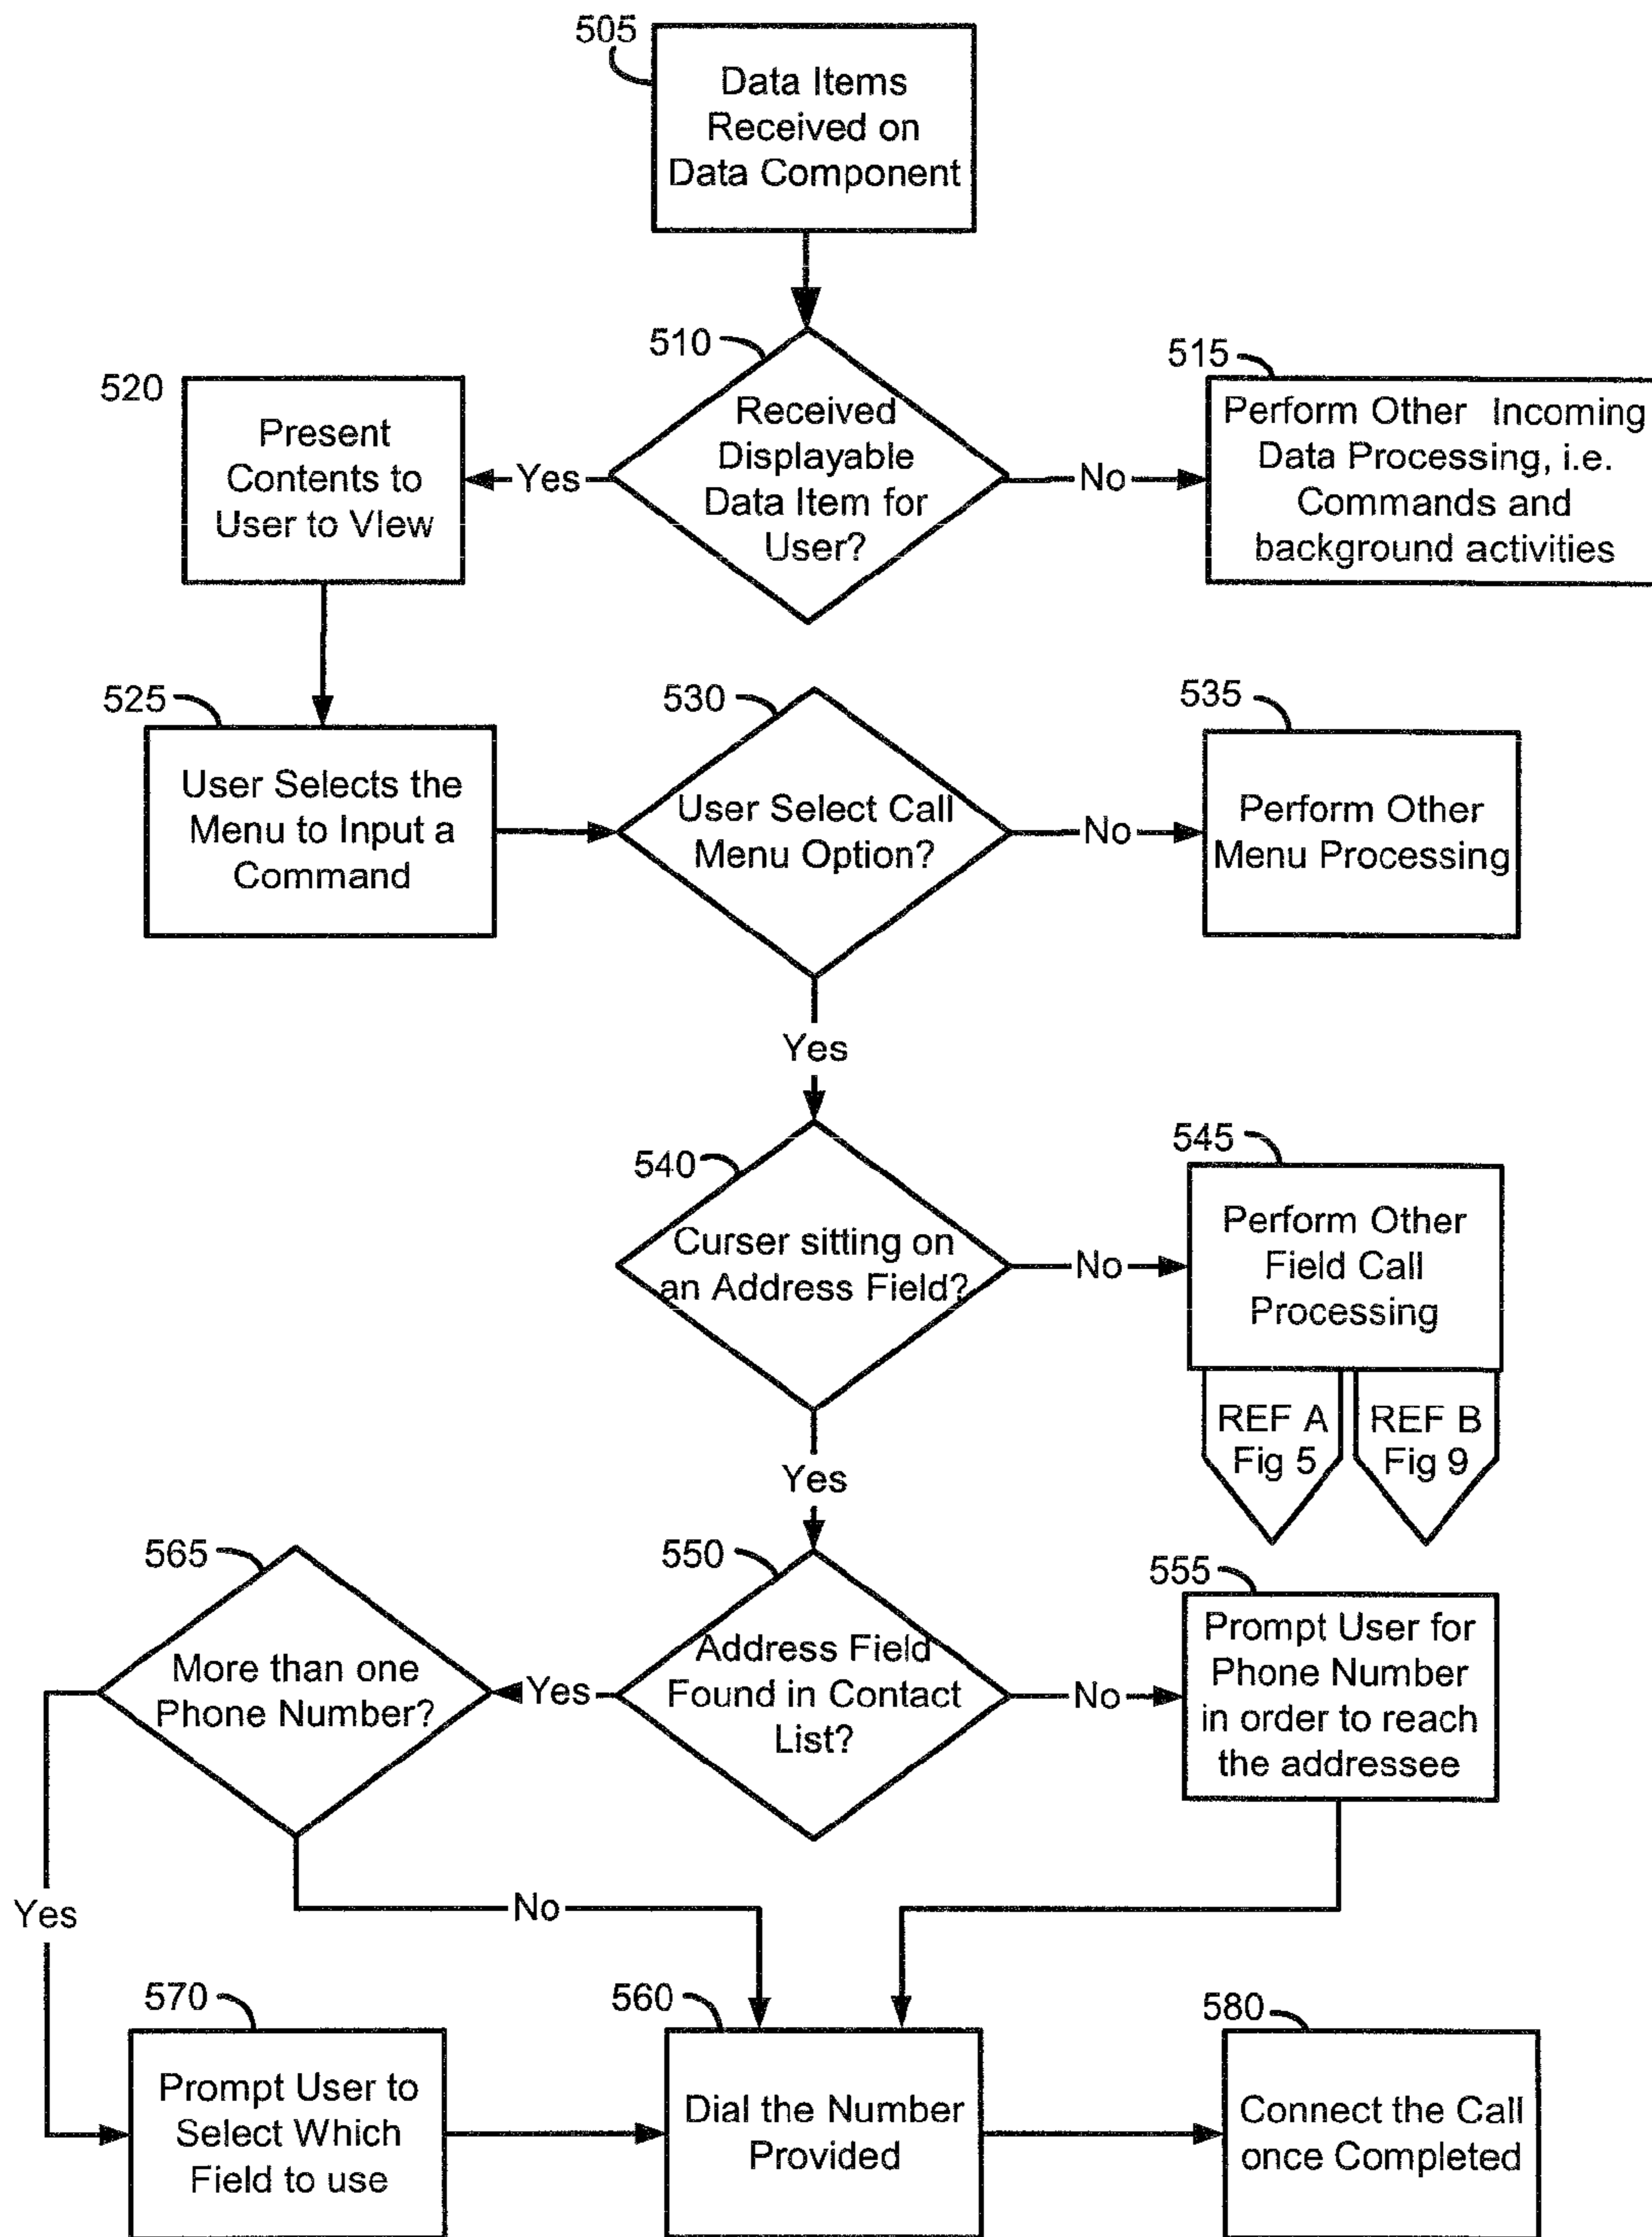 505
Data Items
Received on
Data Component
510
Received
Displayable
Data Item for
User?
Yes
No
515
Perform Other Incoming
Data Processing, i.e.
Commands and
background activities
520
Present
Contents to
User to VIew
525
User Selects the
Menu to Input a
Command
530
User Select Call
Menu Option?
No
535
Perform Other
Menu Processing
Yes
540
Curser sitting on
an Address Field?
No
545
Perform Other
Field Call
Processing
REF A
Fig 5
REF B
Fig 9
Yes
550
Address Field
Found in Contact
List?
Yes
No
555
Prompt User for
Phone Number
in order to reach
the addressee
565
More than one
Phone Number?
Yes
No
570
Prompt User to
Select Which
Field to use
560
Dial the Number
Provided
580
Connect the Call
once Completed